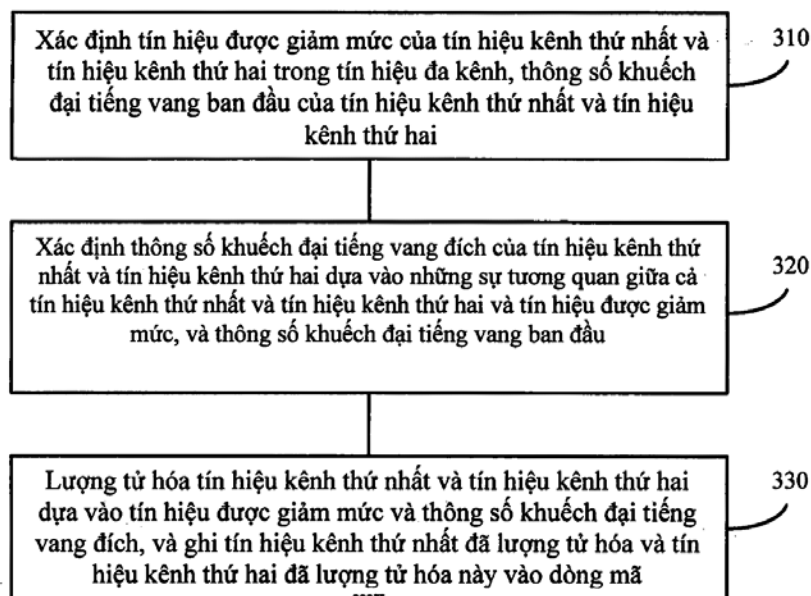 Xác định tín hiệu được giảm mức của tín hiệu kênh thứ nhất và
tín hiệu kênh thứ hai trong tín hiệu đa kênh, thông số khuếch
đại tiếng vang ban đầu của tín hiệu kênh thứ nhất và tín hiệu
kênh thứ hai
310
Xác định thông số khuếch đại tiếng vang đích của tín hiệu kênh thứ
nhất và tín hiệu kênh thứ hai dựa vào những sự tương quan giữa cả
tín hiệu kênh thứ nhất và tín hiệu kênh thứ hai và tín hiệu được giảm
mức, và thông số khuếch đại tiếng vang ban đầu
320
Lượng tử hóa tín hiệu kênh thứ nhất và tín hiệu kênh thứ hai
dựa vào tín hiệu được giảm mức và thông số khuếch đại tiếng
vang đích, và ghi tín hiệu kênh thứ nhất đã lượng tử hóa và tín
hiệu kênh thứ hai đã lượng tử hóa này vào dòng mã
330